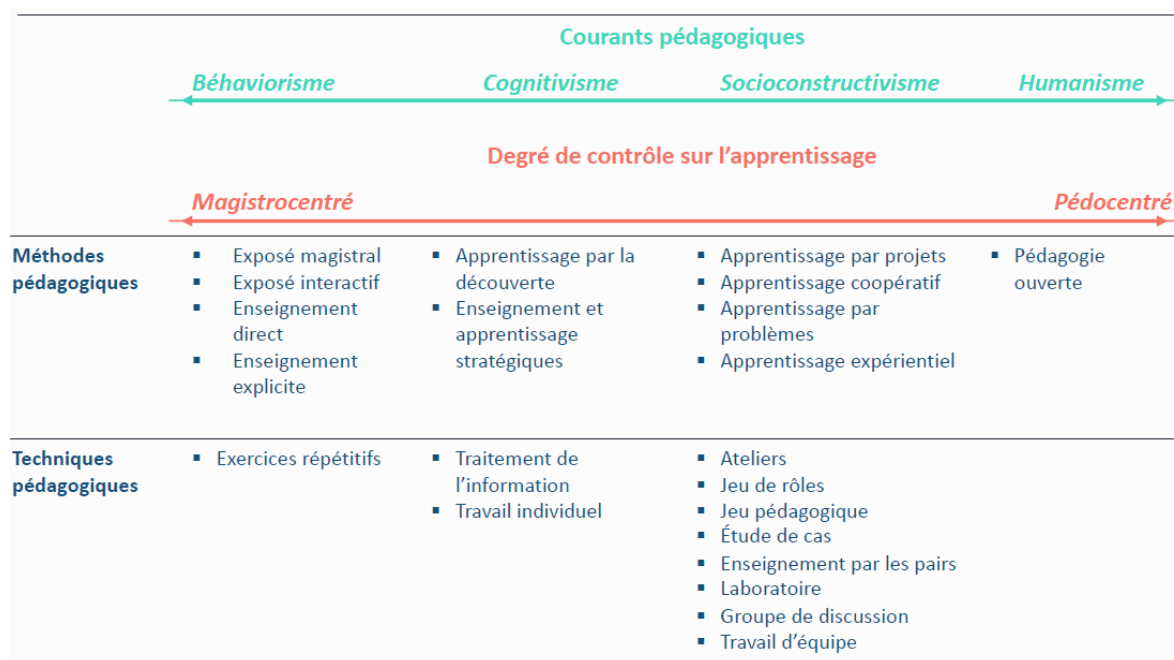 Courants pédagogiques
Béhaviorisme Cognitivisme Socioconstructivisme Humanisme
Degré de contrôle sur l'apprentissage
Magistrocentré Pédocentré
Méthodes pédagogiques
▪ Exposé magistral
▪ Exposé interactif
▪ Enseignement
direct
▪ Enseignement
explicite
▪ Apprentissage par la
découverte
▪ Enseignement et
apprentissage
stratégiques
▪ Apprentissage par projets
▪ Apprentissage coopératif
▪ Apprentissage par
problèmes
▪ Apprentissage expérientiel
▪ Pédagogie
ouverte
Techniques
pédagogiques
▪ Exercices répétitifs
▪ Traitement de
l'information
▪ Travail individuel
▪ Ateliers
▪ Jeu de rôles
▪ Jeu pédagogique
▪ Étude de cas
▪ Enseignement par les pairs
▪ Laboratoire
▪ Groupe de discussion
▪ Travail d'équipe